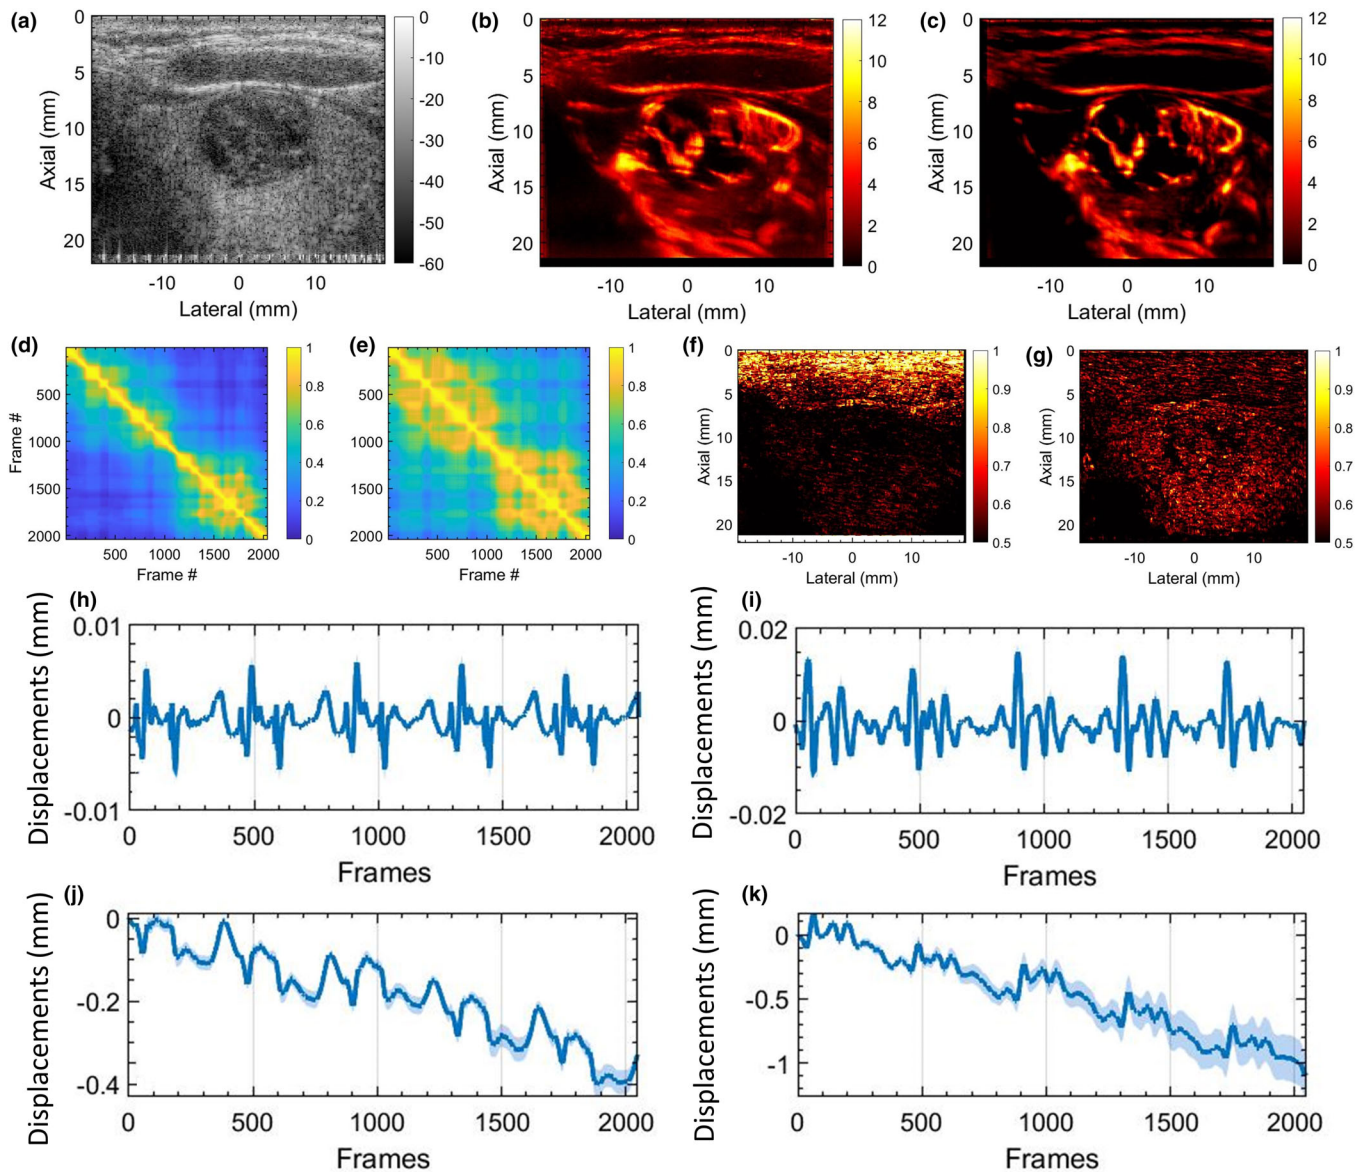 (a)
0
5
10
15
20
Axial (mm)
-10
0
10
Lateral (mm)
0
-10
-20
-30
-40
-50
-60
(b)
0
5
10
15
20
Axial (mm)
-10
0
10
Lateral (mm)
12
10
8
6
4
2
0
(c)
0
5
10
15
20
Axial (mm)
-10
0
10
Lateral (mm)
12
10
8
6
4
2
0
(d)
500
1000
1500
2000
Frame #
500 1000 1500 2000
Frame #
1
0.8
0.6
0.4
0.2
0
(e)
500
1000
1500
2000
500 1000 1500 2000
Frame #
1
0.8
0.6
0.4
0.2
0
(f)
0
5
10
15
20
Axial (mm)
-10
0
10
Lateral (mm)
1
0.9
0.8
0.7
0.6
0.5
(g)
0
5
10
15
20
Axial (mm)
-10
0
10
Lateral (mm)
1
0.9
0.8
0.7
0.6
0.5
(h)
Displacements (mm)
0.01
0
-0.01
0 500 1000 1500 2000
Frames
(i)
Displacements (mm)
0.02
0
-0.02
0 500 1000 1500 2000
Frames
(j)
Displacements (mm)
0
-0.2
-0.4
0 500 1000 1500 2000
Frames
(k)
Displacements (mm)
0
-0.5
-1
0 500 1000 1500 2000
Frames